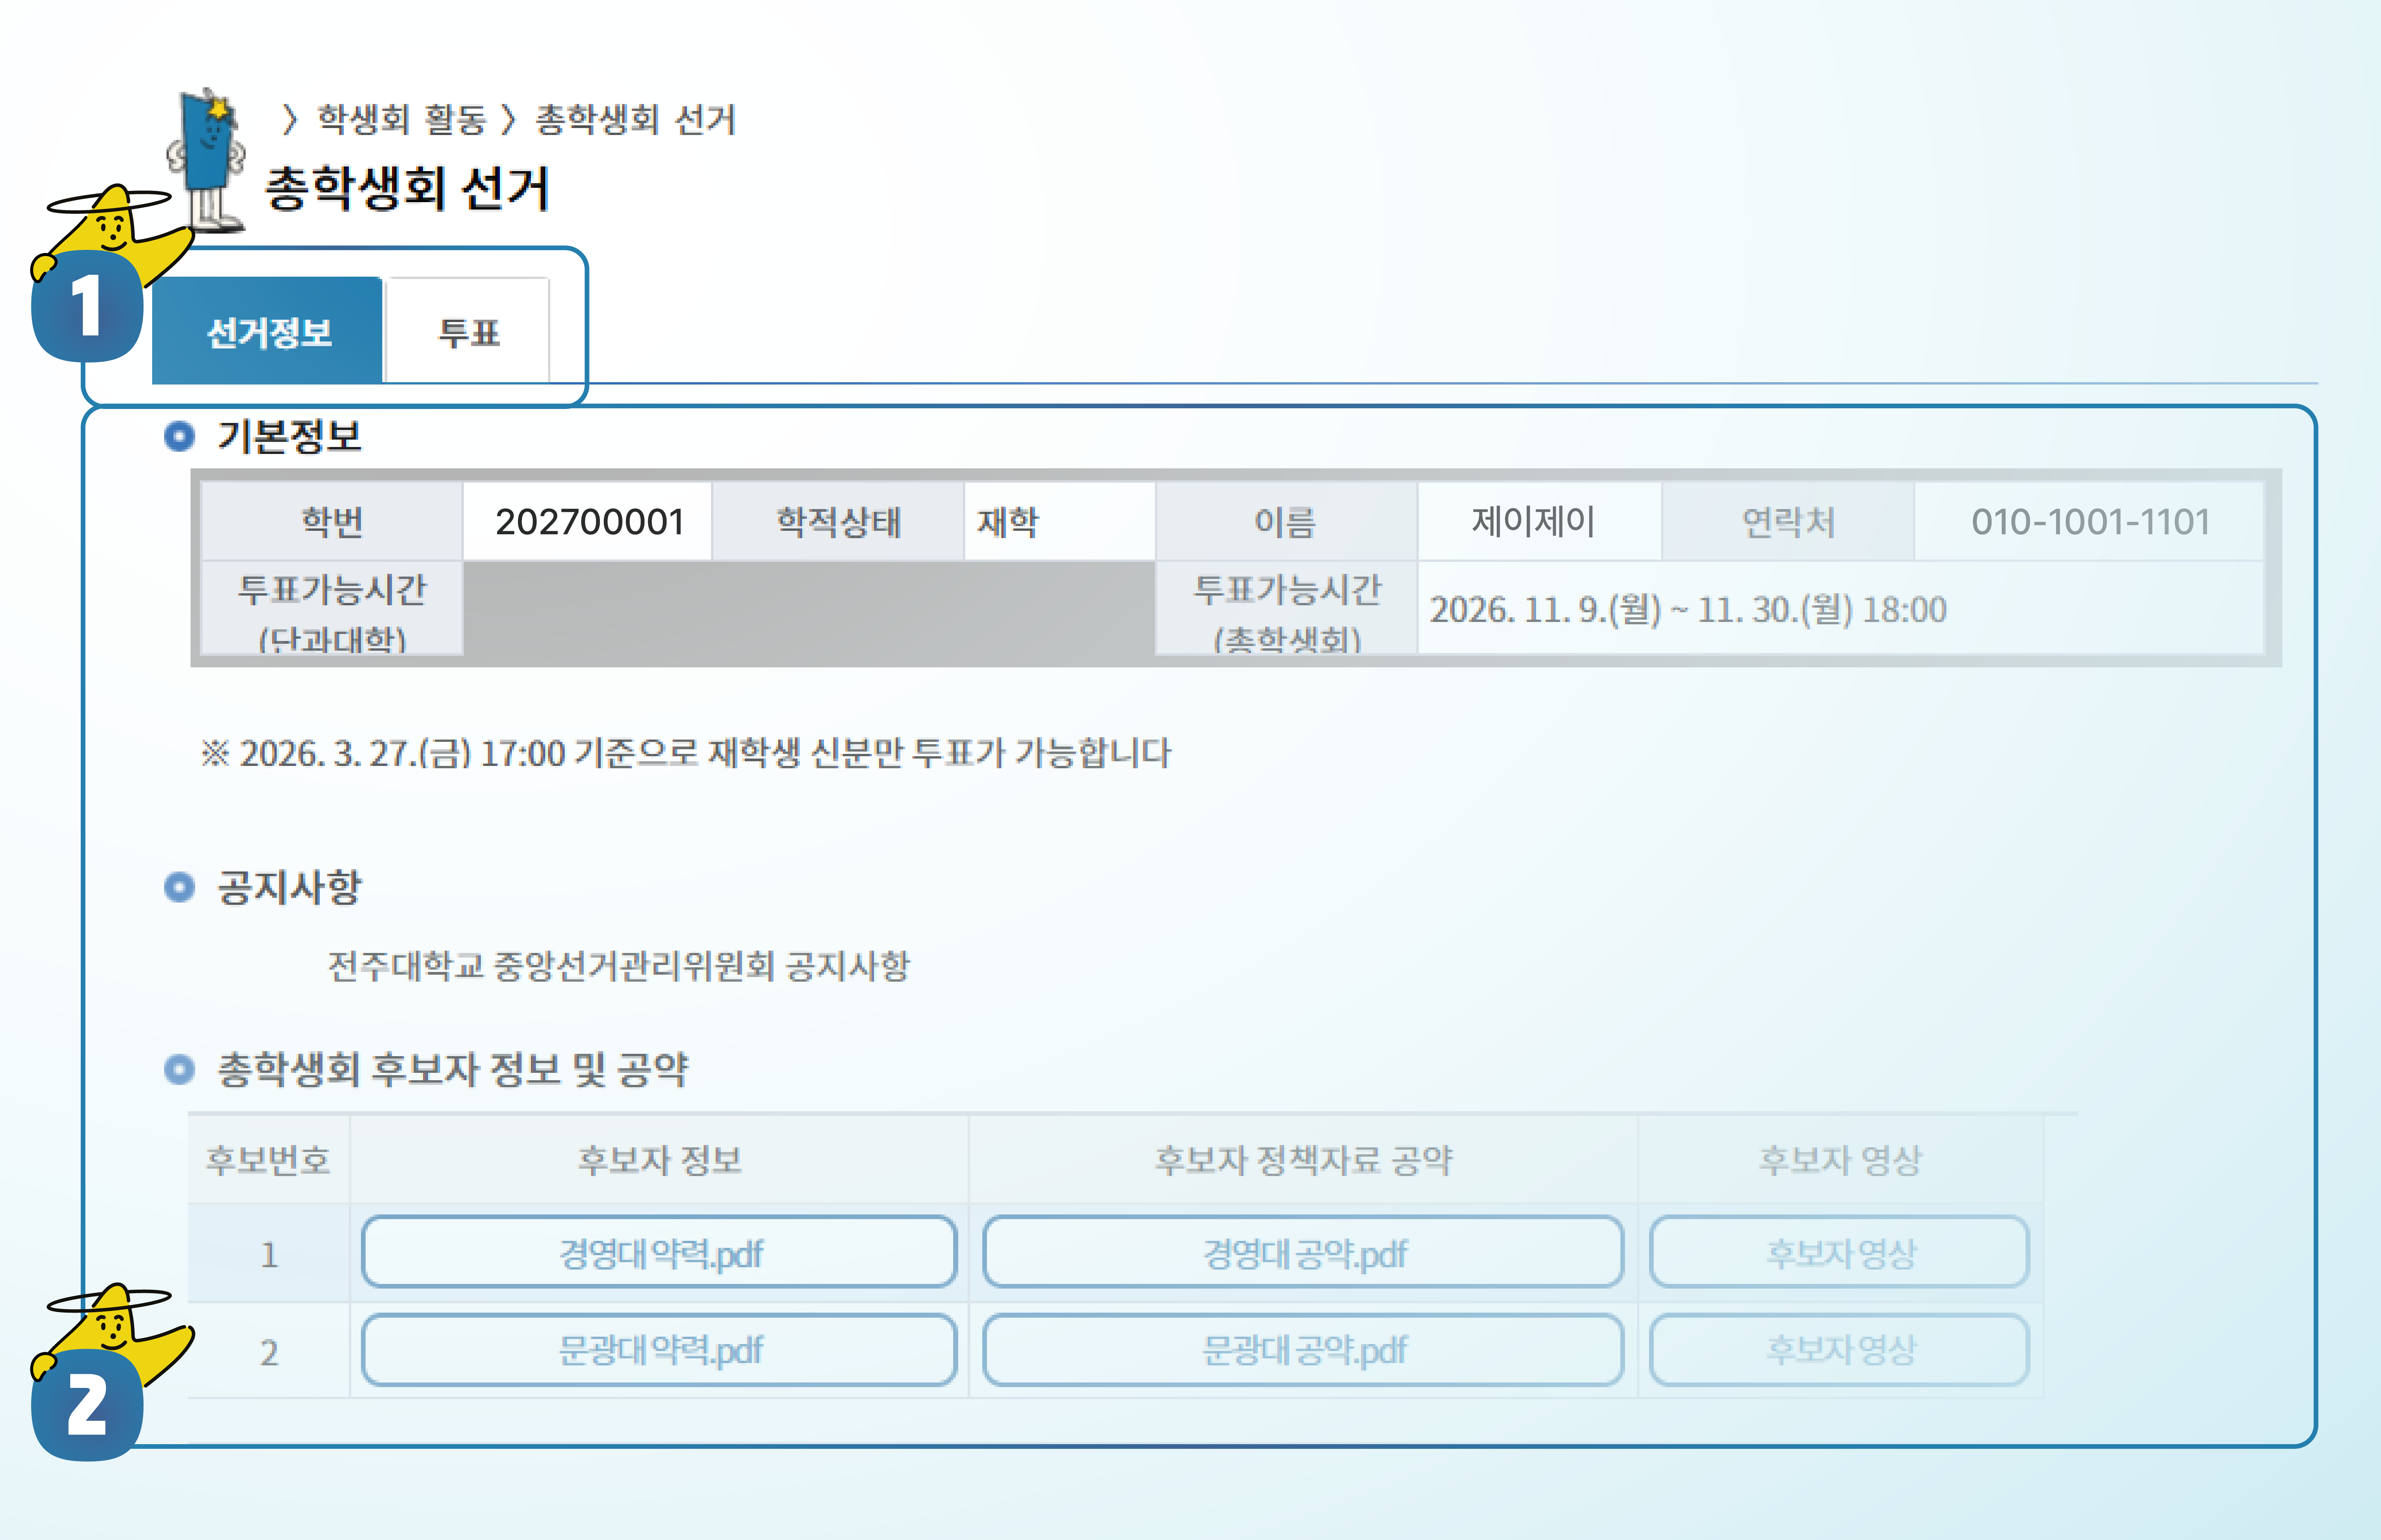 〉 학생회 활동 〉 총학생회 선거
총학생회 선거
1
선거정보 투표
기본정보
학번 202700001 학적상태 재학 이름 제이제이 연락처 010-1001-1101
투표가능시간 (단과대학) 투표가능시간 (총학생회) 2026. 11. 9.(월) ~ 11. 30.(월) 18:00
※ 2026. 3. 27.(금) 17:00 기준으로 재학생 신분만 투표가 가능합니다
공지사항
전주대학교 중앙선거관리위원회 공지사항
총학생회 후보자 정보 및 공약
후보번호 후보자 정보 후보자 정책자료 공약 후보자 영상
1 경영대 약력.pdf 경영대 공약.pdf 후보자 영상
2 문광대 약력.pdf 문광대 공약.pdf 후보자 영상
2